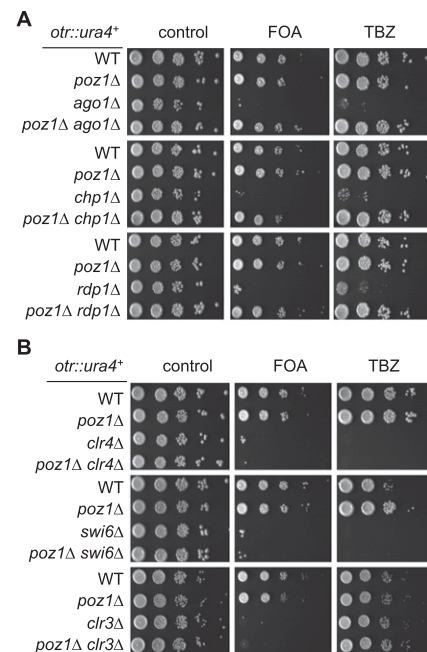 A
otr::ura4+ control FOA TBZ
WT
poz1Δ
ago1Δ
poz1Δ ago1Δ
WT
poz1Δ
chp1Δ
poz1Δ chp1Δ
WT
poz1Δ
rdp1Δ
poz1Δ rdp1Δ
B
otr::ura4+ control FOA TBZ
WT
poz1Δ
clr4Δ
poz1Δ clr4Δ
WT
poz1Δ
swi6Δ
poz1Δ swi6Δ
WT
poz1Δ
clr3Δ
poz1Δ clr3Δ